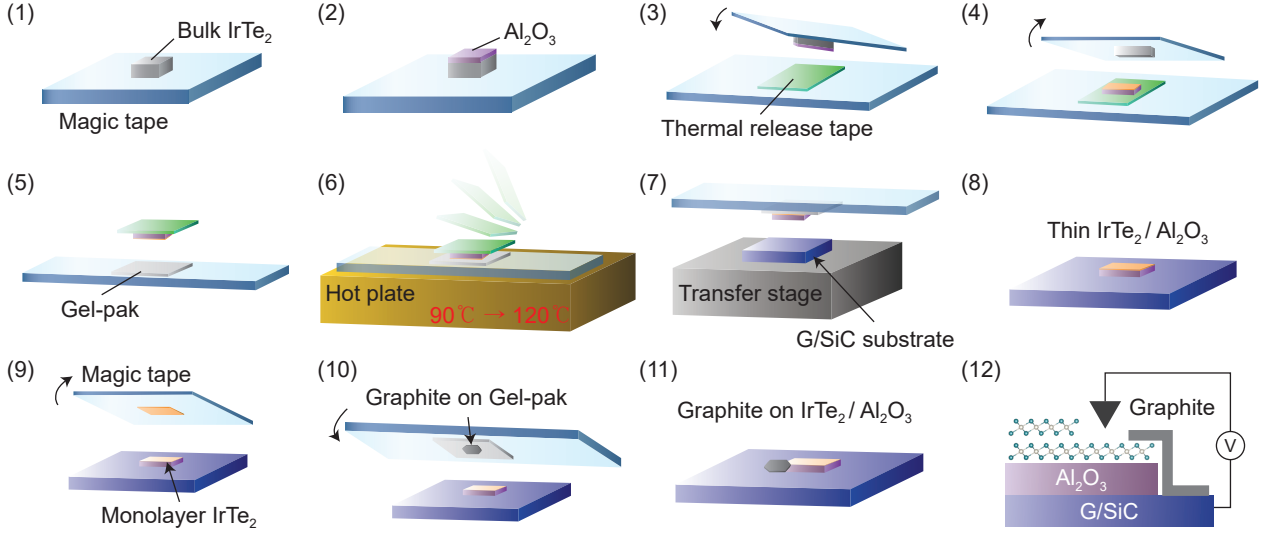 (1)
Bulk IrTe₂
Magic tape
(2)
Al₂O₃
(3)
Thermal release tape
(4)
(5)
Gel-pak
(6)
Hot plate
90℃ → 120℃
(7)
Transfer stage
G/SiC substrate
(8)
Thin IrTe₂ / Al₂O₃
(9)
Magic tape
Monolayer IrTe₂
(10)
Graphite on Gel-pak
(11)
Graphite on IrTe₂ / Al₂O₃
(12)
Graphite
V
Al₂O₃
G/SiC